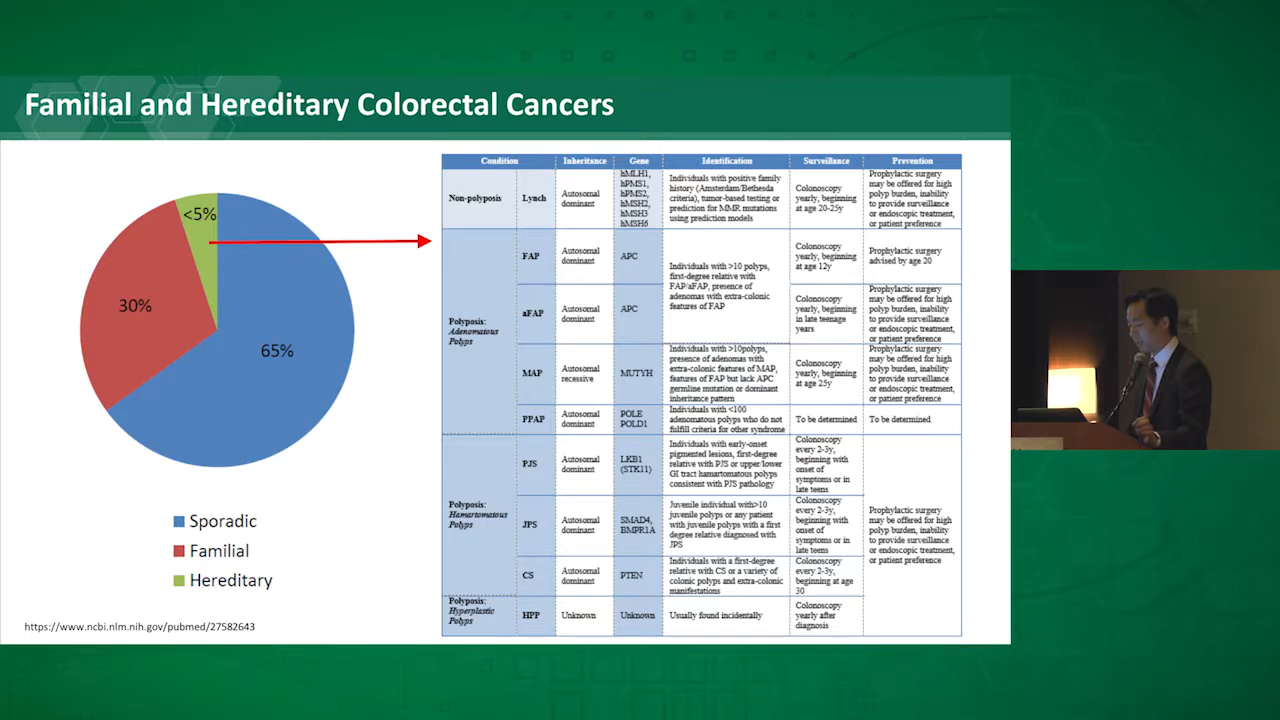 Familial and Hereditary Colorectal Cancers
<5%
30%
65%
Sporadic
Familial
Hereditary
https://www.ncbi.nlm.nih.gov/pubmed/27582643
Condition Inheritance Gene Identification Surveillance Prevention
Non-polyposis
Lynch
Autosomal
dominant
hMLH1,
hPMS1,
hPMS2,
hMSH2,
hMSH3
hMSH6
Individuals with positive family
history (Amsterdam/Bethesda
criteria), tumor-based testing or
prediction for MMR mutations
using prediction models
Colonoscopy
yearly, beginning
at age 20-25y
Prophylactic surgery
may be offered for high
polyp burden, inability
to provide surveillance
or endoscopic treatment,
or patient preference
Polyposis:
Adenomatous
Polyps
FAP
Autosomal
dominant
APC
Individuals with >10 polyps,
first-degree relative with
FAP/aFAP, presence of
adenomas with extra-colonic
features of FAP
Colonoscopy
yearly, beginning
at age 12y
Prophylactic surgery
advised by age 20
aFAP
Autosomal
dominant
APC
Colonoscopy
yearly, beginning
in late teenage
years
Prophylactic surgery
may be offered for high
polyp burden, inability
to provide surveillance
or endoscopic treatment,
or patient preference
MAP
Autosomal
recessive
MUTYH
Individuals with >10polyps,
presence of adenomas with
extra-colonic features of MAP,
features of FAP but lack APC
germline mutation or dominant
inheritance pattern
Colonoscopy
yearly, beginning
at age 25y
Prophylactic surgery
may be offered for high
polyp burden, inability
to provide surveillance
or endoscopic treatment,
or patient preference
PPAP
Autosomal
dominant
POLE
POLD1
Individuals with <100
adenomatous polyps who do not
fulfill criteria for other syndrome
To be determined
To be determined
Polyposis:
Hamartomatous
Polyps
PJS
Autosomal
dominant
LKB1
(STK11)
Individuals with early-onset
pigmented lesions, first-degree
relative with PJS or upper/lower
GI tract hamartomatous polyps
consistent with PJS pathology
Colonoscopy
every 2-3y,
beginning with
onset of
symptoms or in
late teens
Prophylactic surgery
may be offered for high
polyp burden, inability
to provide surveillance
or endoscopic treatment,
or patient preference
JPS
Autosomal
dominant
SMAD4,
BMPR1A
Juvenile individual with>10
juvenile polyps or any patient
with juvenile polyps with a first
degree relative diagnosed with
JPS
Colonoscopy
every 2-3y,
beginning with
onset of
symptoms or in
late teens
CS
Autosomal
dominant
PTEN
Individuals with a first-degree
relative with CS or a variety of
colonic polyps and extra-colonic
manifestations
Colonoscopy
every 2-3y,
beginning at age
30
Polyposis:
Hyperplastic
Polyps
HPP
Unknown
Unknown
Usually found incidentally
Colonoscopy
yearly after
diagnosis